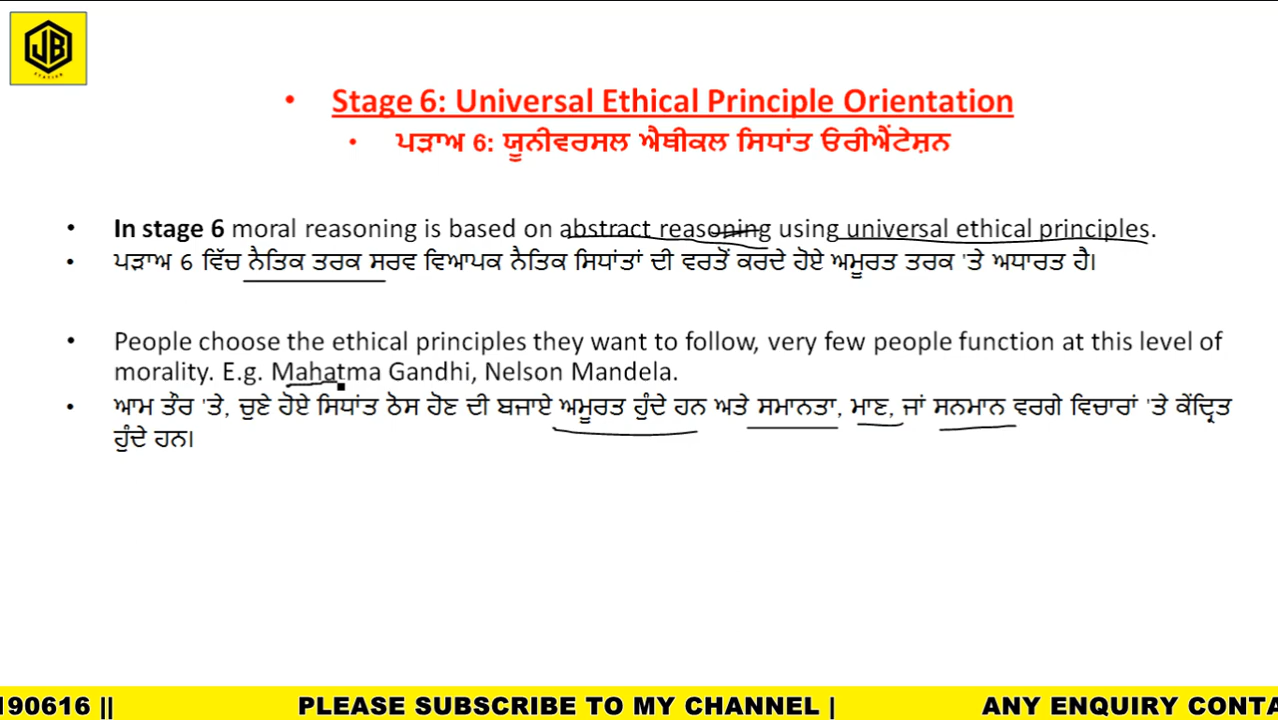 JB
STATION
• Stage 6: Universal Ethical Principle Orientation
• ਪੜਾਅ 6: ਯੂਨੀਵਰਸਲ ਐਥੀਕਲ ਸਿਧਾਂਤ ਓਰੀਐਂਟੇਸ਼ਨ
• In stage 6 moral reasoning is based on abstract reasoning using universal ethical principles.
• ਪੜਾਅ 6 ਵਿੱਚ ਨੈਤਿਕ ਤਰਕ ਸਰਵ ਵਿਆਪਕ ਨੈਤਿਕ ਸਿਧਾਂਤਾਂ ਦੀ ਵਰਤੋਂ ਕਰਦੇ ਹੋਏ ਅਮੂਰਤ ਤਰਕ 'ਤੇ ਅਧਾਰਤ ਹੈ।
• People choose the ethical principles they want to follow, very few people function at this level of
morality. E.g. Mahatma Gandhi, Nelson Mandela.
• ਆਮ ਤੌਰ 'ਤੇ, ਚੁਣੇ ਹੋਏ ਸਿਧਾਂਤ ਠੋਸ ਹੋਣ ਦੀ ਬਜਾਏ ਅਮੂਰਤ ਹੁੰਦੇ ਹਨ ਅਤੇ ਸਮਾਨਤਾ, ਮਾਣ, ਜਾਂ ਸਨਮਾਨ ਵਰਗੇ ਵਿਚਾਰਾਂ 'ਤੇ ਕੇਂਦ੍ਰਿਤ
ਹੁੰਦੇ ਹਨ।
190616 || PLEASE SUBSCRIBE TO MY CHANNEL | ANY ENQUIRY CONTA